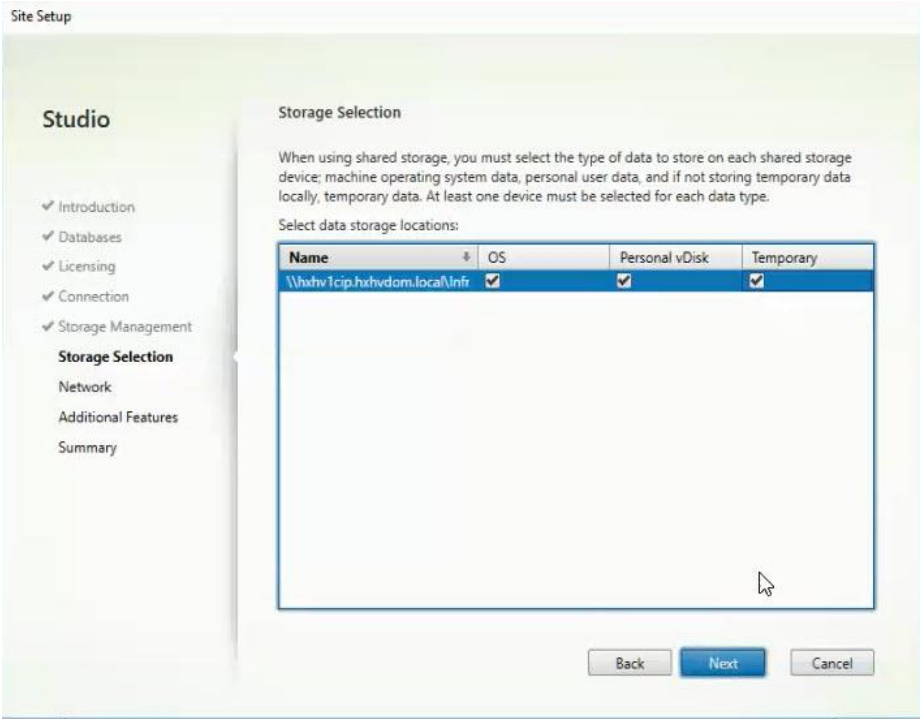 Site Setup
Studio
Introduction
Databases
Licensing
Connection
Storage Management
Storage Selection
Network
Additional Features
Summary
Storage Selection
When using shared storage, you must select the type of data to store on each shared storage
device; machine operating system data, personal user data, and if not storing temporary data
locally, temporary data. At least one device must be selected for each data type.
Select data storage locations:
Name OS Personal vDisk Temporary
\\hxhv1cip.hxhvdom.local\Infr
Back Next Cancel